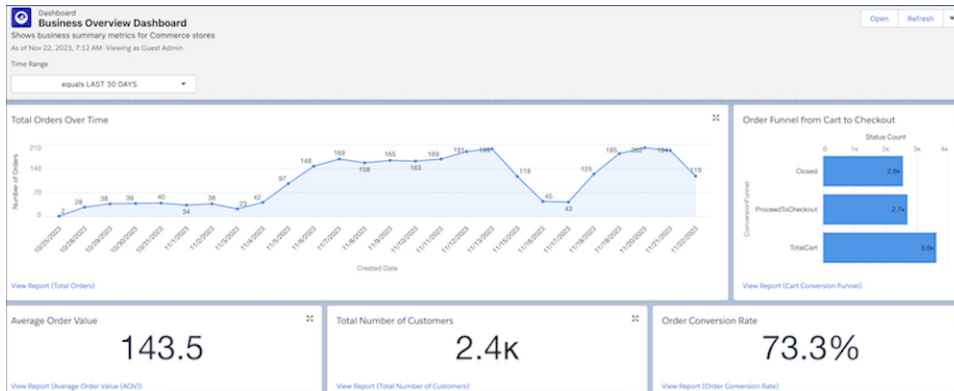 Dashboard
Business Overview Dashboard
Shows business summary metrics for Commerce stores
As of Nov 22, 2023, 7:12 AM·Viewing as Guest Admin
Open
Refresh
Time Range
equals LAST 30 DAYS
Total Orders Over Time
Number of Orders
210
140
70
0
2
28
38
39
40
34
38
23
42
97
148
169
158
165
163
169
191
118
45
43
125
185
202
194
119
10/25/2023
10/28/2023
10/29/2023
10/30/2023
10/31/2023
11/1/2023
11/2/2023
11/3/2023
11/4/2023
11/5/2023
11/6/2023
11/7/2023
11/8/2023
11/9/2023
11/10/2023
11/11/2023
11/12/2023
11/13/2023
11/15/2023
11/16/2023
11/17/2023
11/18/2023
11/19/2023
11/20/2023
11/21/2023
11/22/2023
Created Date
View Report (Total Orders)
Order Funnel from Cart to Checkout
Status Count
0 1k 2k 3k 4k
ConversionFunnel
Closed 2.6k
ProceedToCheckout 2.7k
TotalCart 3.6k
View Report (Cart Conversion Funnel)
Average Order Value
143.5
View Report (Average Order Value (AOV))
Total Number of Customers
2.4K
View Report (Total Number of Customers)
Order Conversion Rate
73.3%
View Report (Order Conversion Rate)